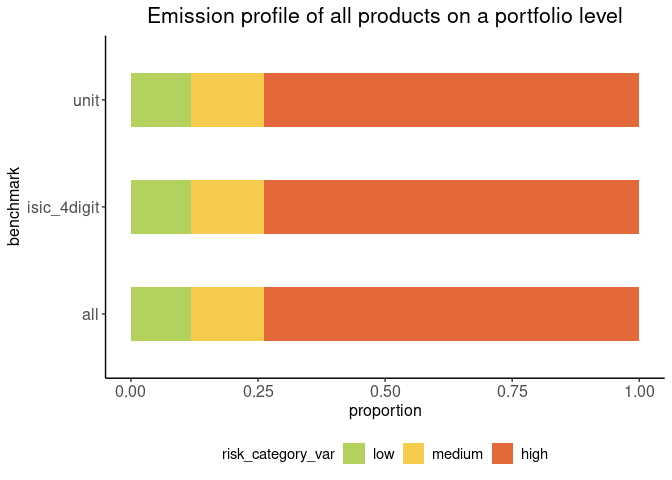 Emission profile of all products on a portfolio level
benchmark
unit
isic_4digit
all
0.00 0.25 0.50 0.75 1.00
proportion
risk_category_var low medium high